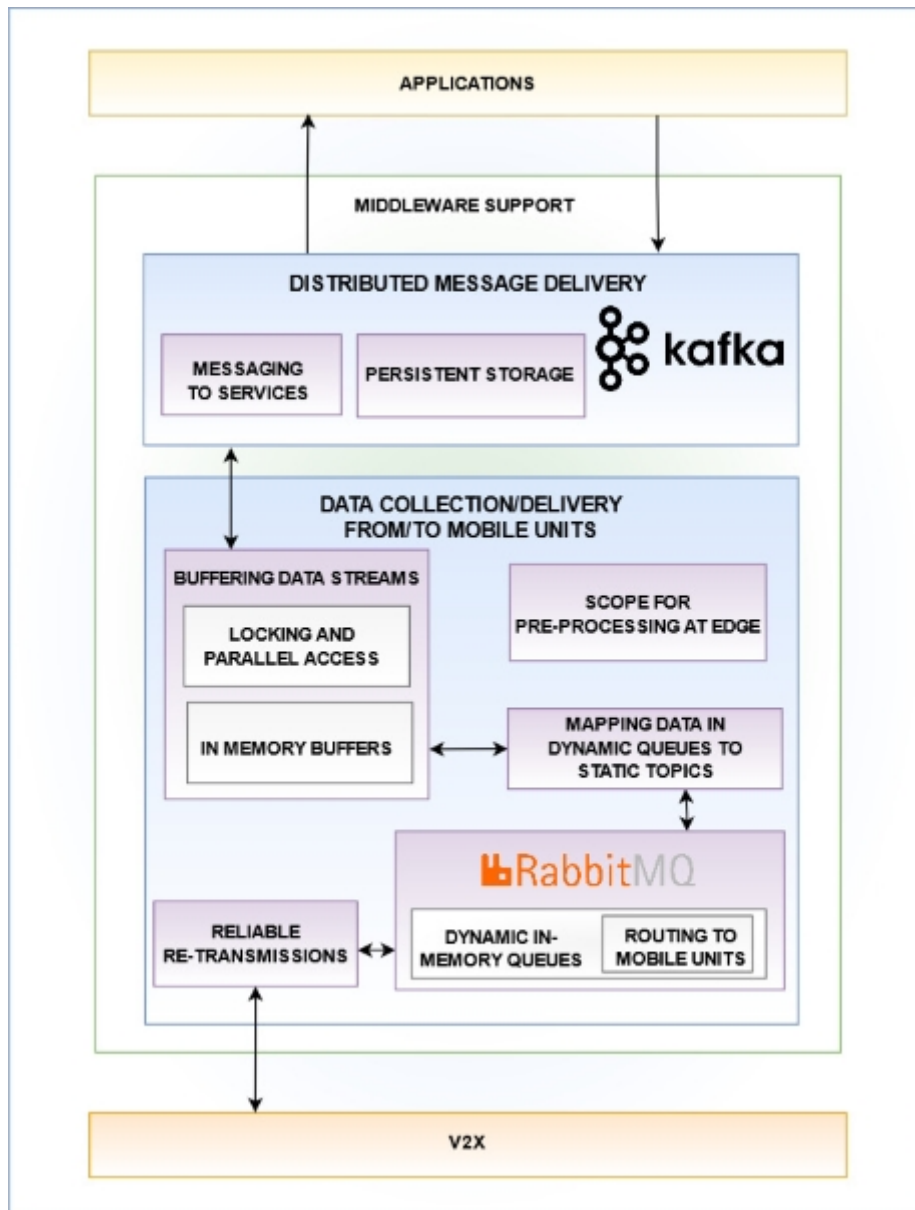 APPLICATIONS
MIDDLEWARE SUPPORT
DISTRIBUTED MESSAGE DELIVERY
MESSAGING
TO SERVICES
PERSISTENT STORAGE
kafka
DATA COLLECTION/DELIVERY
FROM/TO MOBILE UNITS
BUFFERING DATA STREAMS
LOCKING AND
PARALLEL ACCESS
IN MEMORY BUFFERS
SCOPE FOR
PRE-PROCESSING AT EDGE
MAPPING DATA IN
DYNAMIC QUEUES TO
STATIC TOPICS
RabbitMQ
DYNAMIC IN-
MEMORY QUEUES
ROUTING TO
MOBILE UNITS
RELIABLE
RE-TRANSMISSIONS
V2X